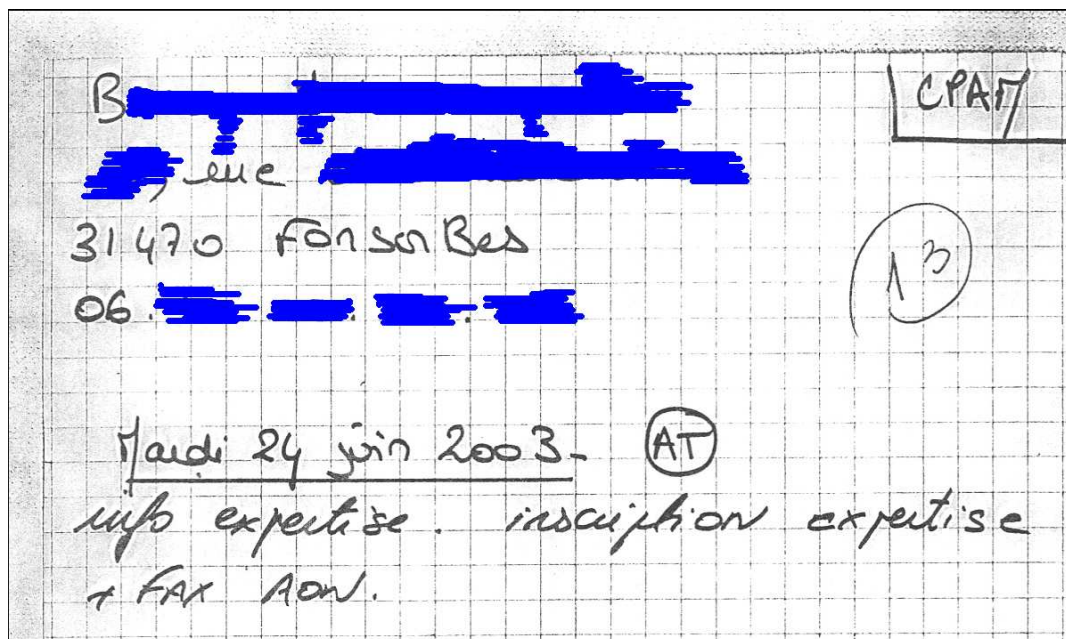 B
CPAM
, rue
31470 Fonsorbes
13
06.
Mardi 24 juin 2003-
AT
info expertise. inscription expertise
+ FAX AON.